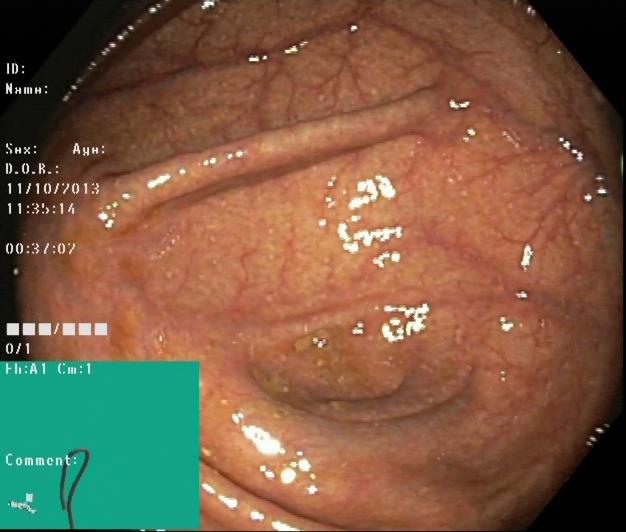 ID:
Name:
Sex: Age:
D.O.B.:
11/10/2013
11:35:14
00:37:02
■■■/■■■
0/1
Eh:A1 Cm:1
Comment: